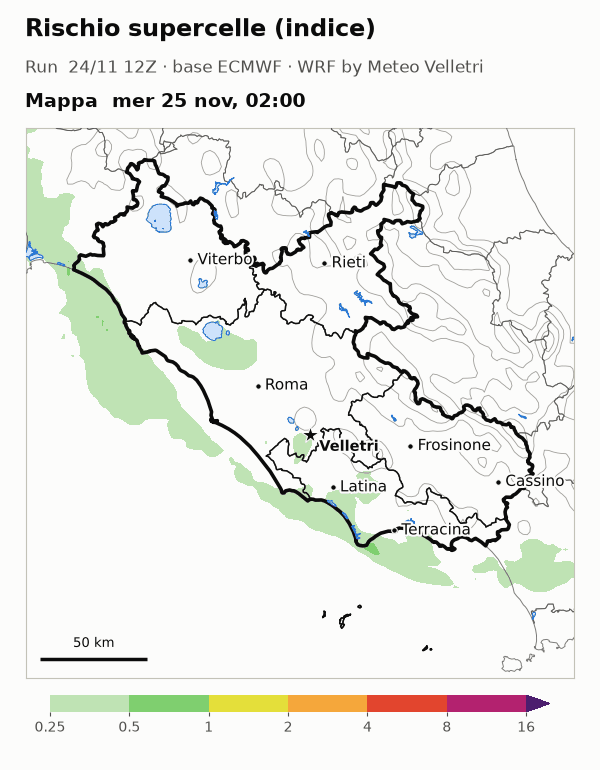 Rischio supercelle (indice)
Run  24/11 12Z · base ECMWF · WRF by Meteo Velletri
Mappa  mer 25 nov, 02:00
Viterbo
Rieti
Roma
Velletri
Frosinone
Latina
Cassino
Terracina
50 km
0.25 0.5 1 2 4 8 16